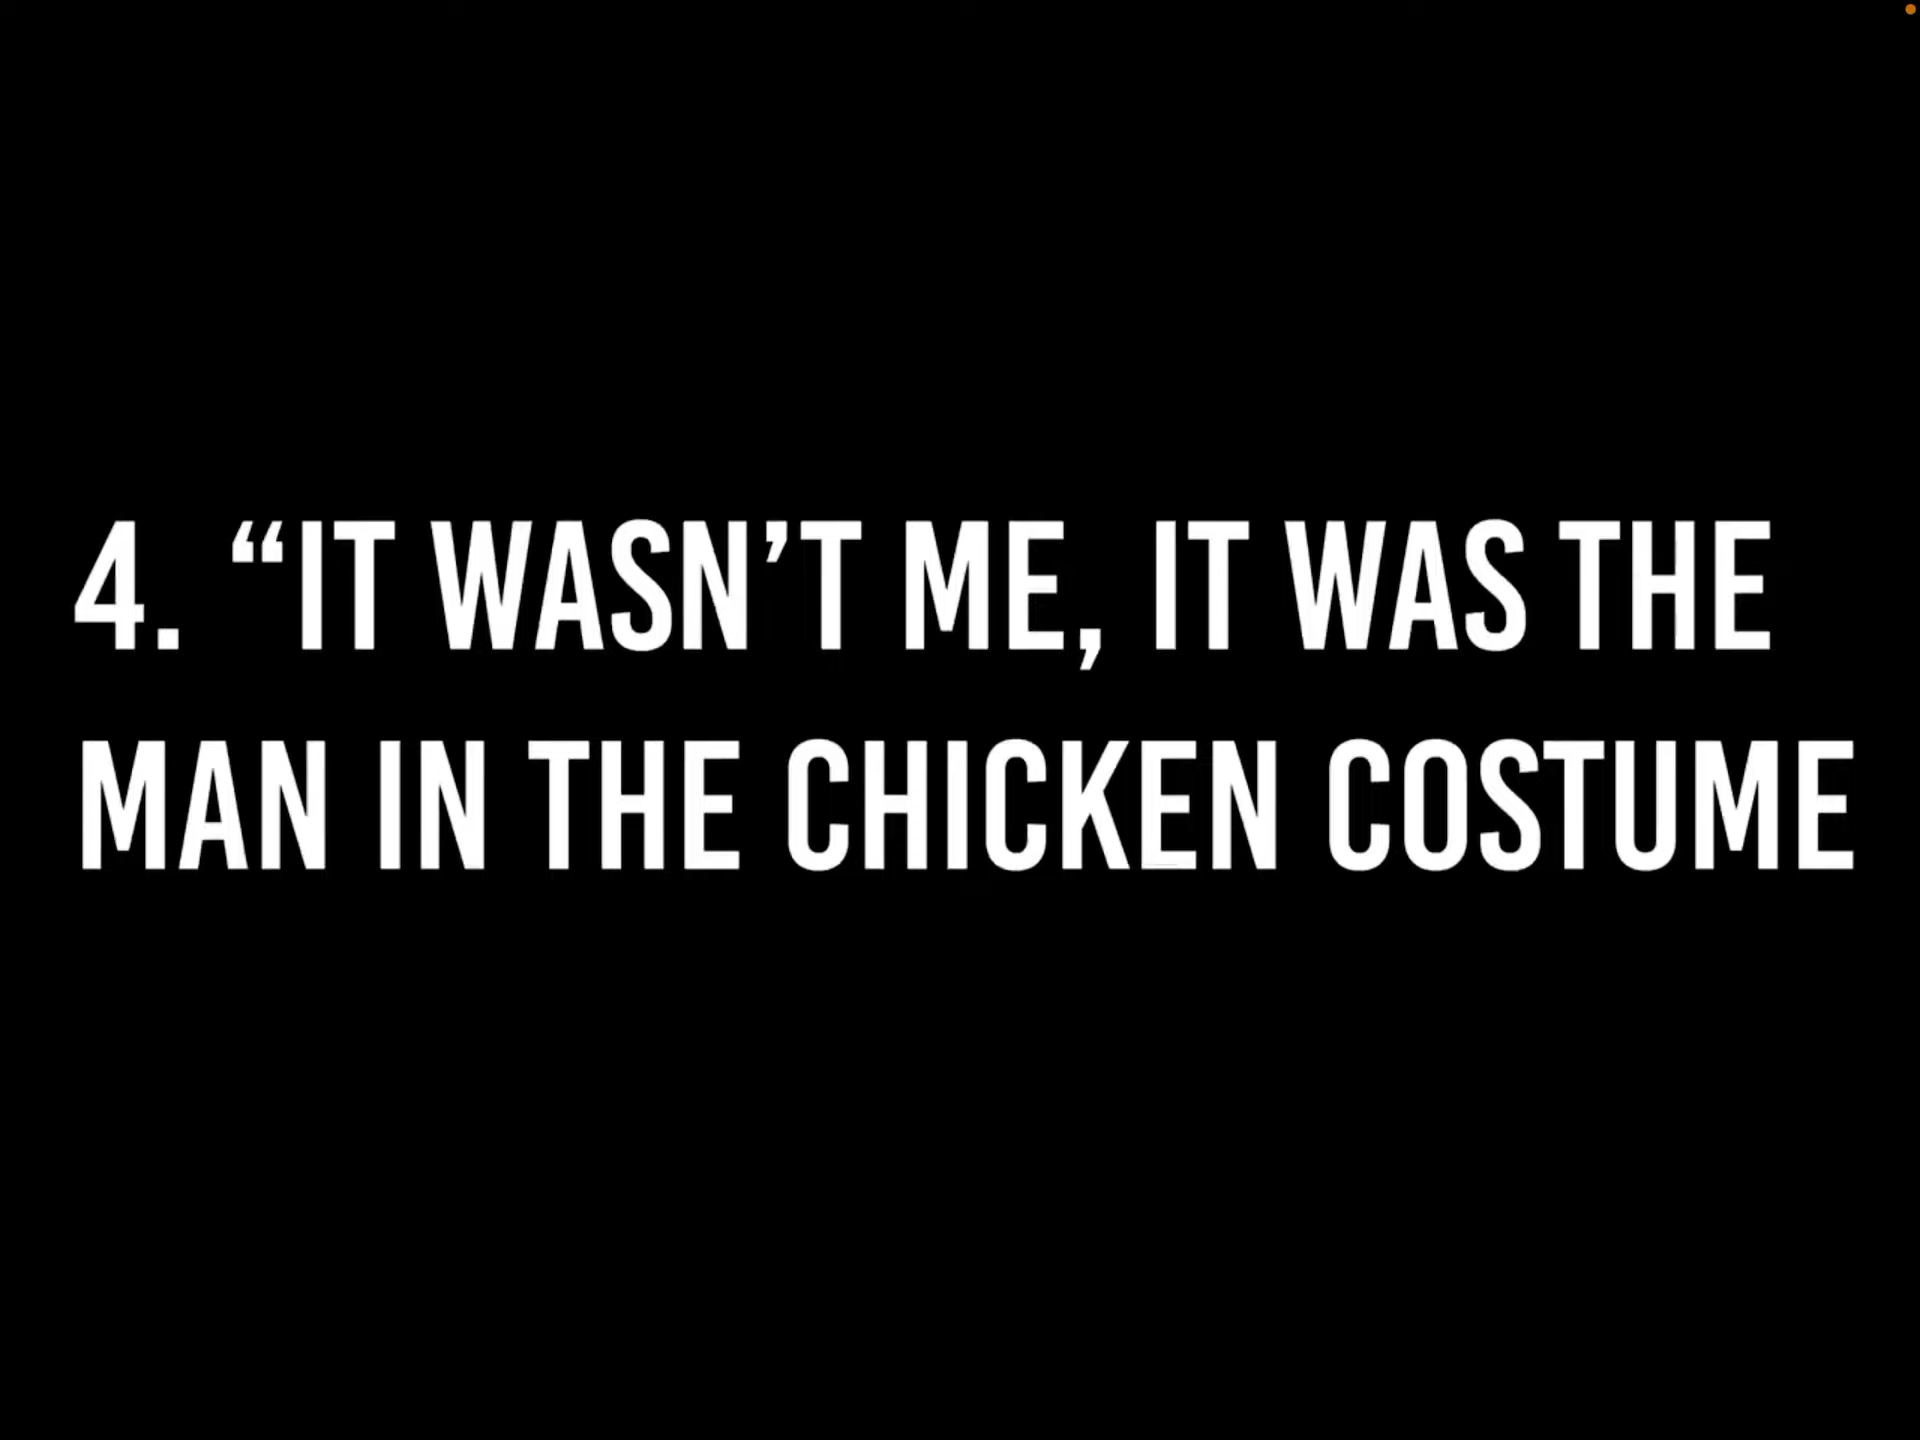 4. “IT WASN’T ME, IT WAS THE
MAN IN THE CHICKEN COSTUME